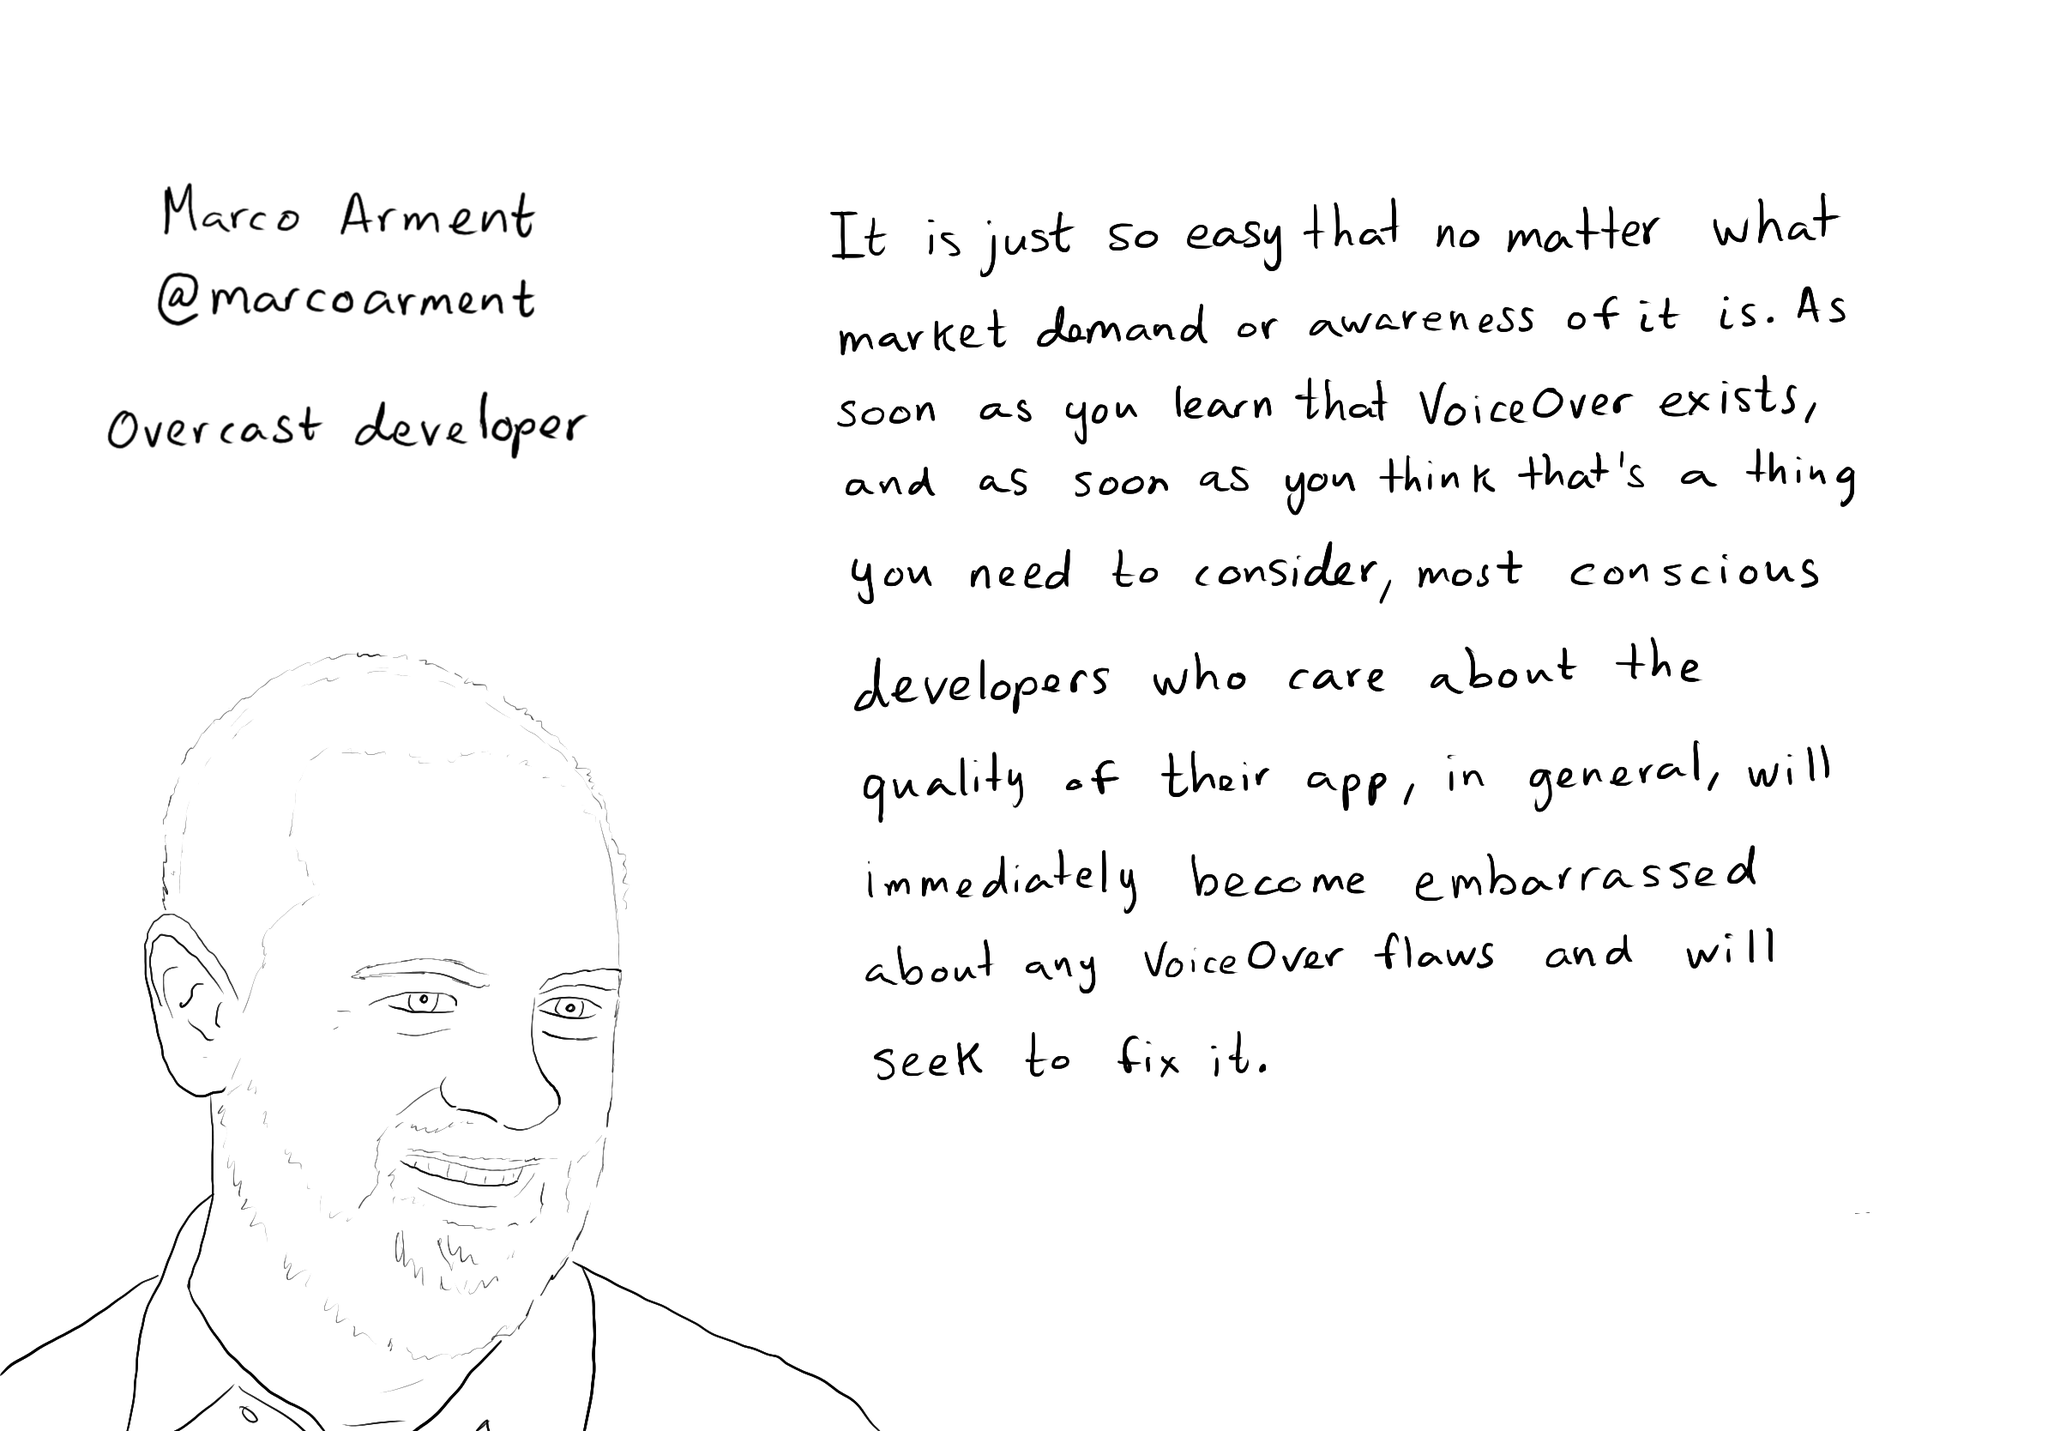 Marco Arment
@marcoarment
Overcast developer
It is just so easy that no matter what
market demand or awareness of it is. As
soon as you learn that VoiceOver exists,
and as soon as you think that's a thing
you need to consider, most conscious
developers who care about the
quality of their app, in general, will
immediately become embarrassed
about any VoiceOver flaws and will
seek to fix it.